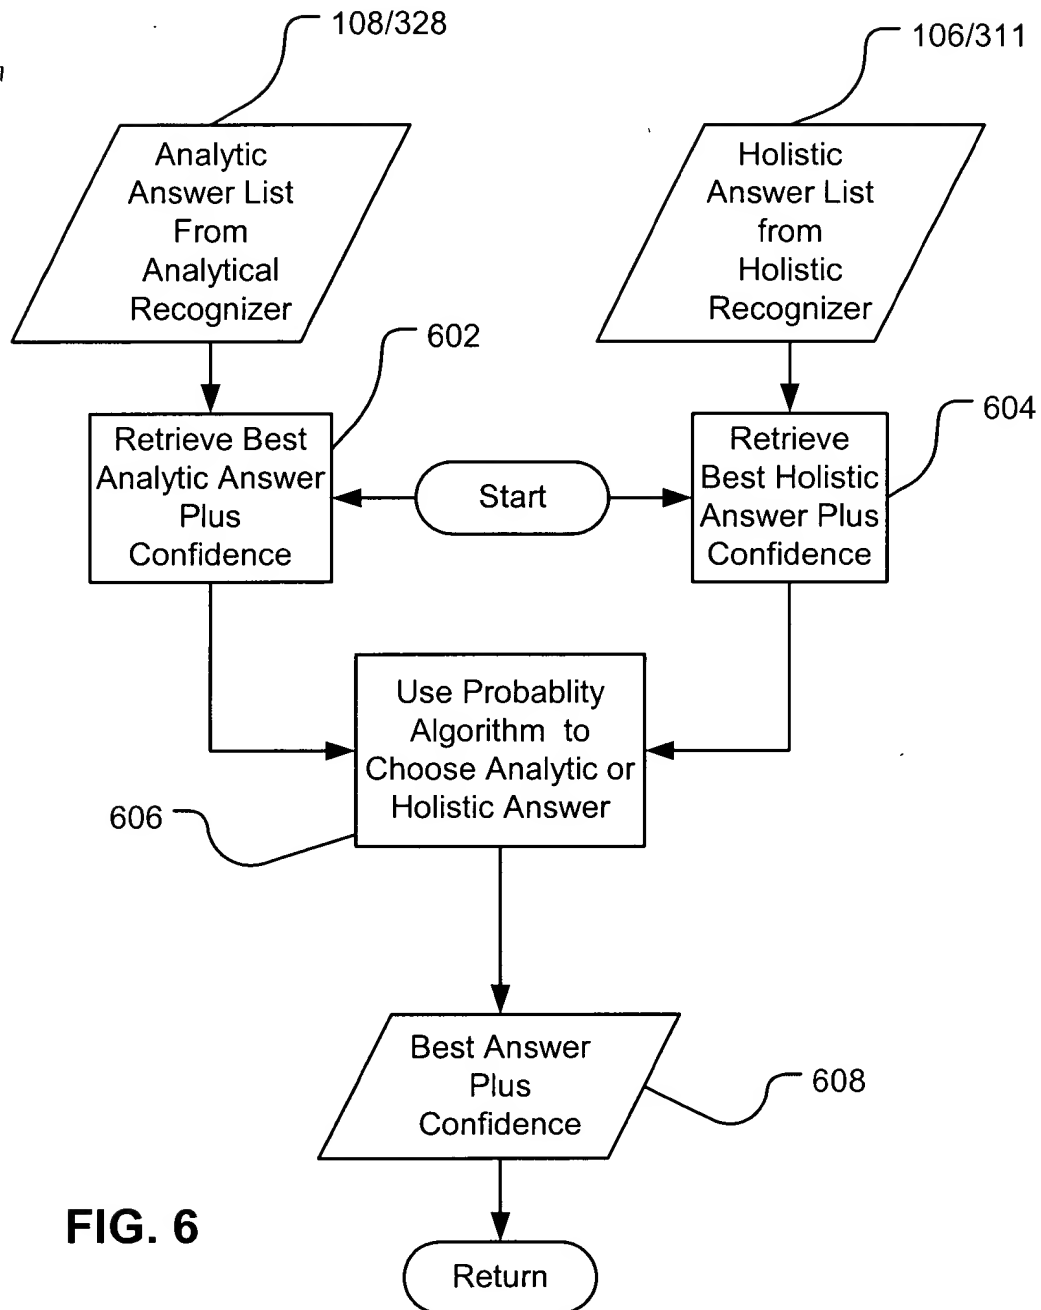 108/328
106/311
Analytic
Answer List
From
Analytical
Recognizer
Holistic
Answer List
from
Holistic
Recognizer
602
604
Retrieve Best
Analytic Answer
Plus
Confidence
Start
Retrieve
Best Holistic
Answer Plus
Confidence
Use Probablity
Algorithm to
Choose Analytic or
Holistic Answer
606
Best Answer
Plus
Confidence
608
FIG. 6
Return